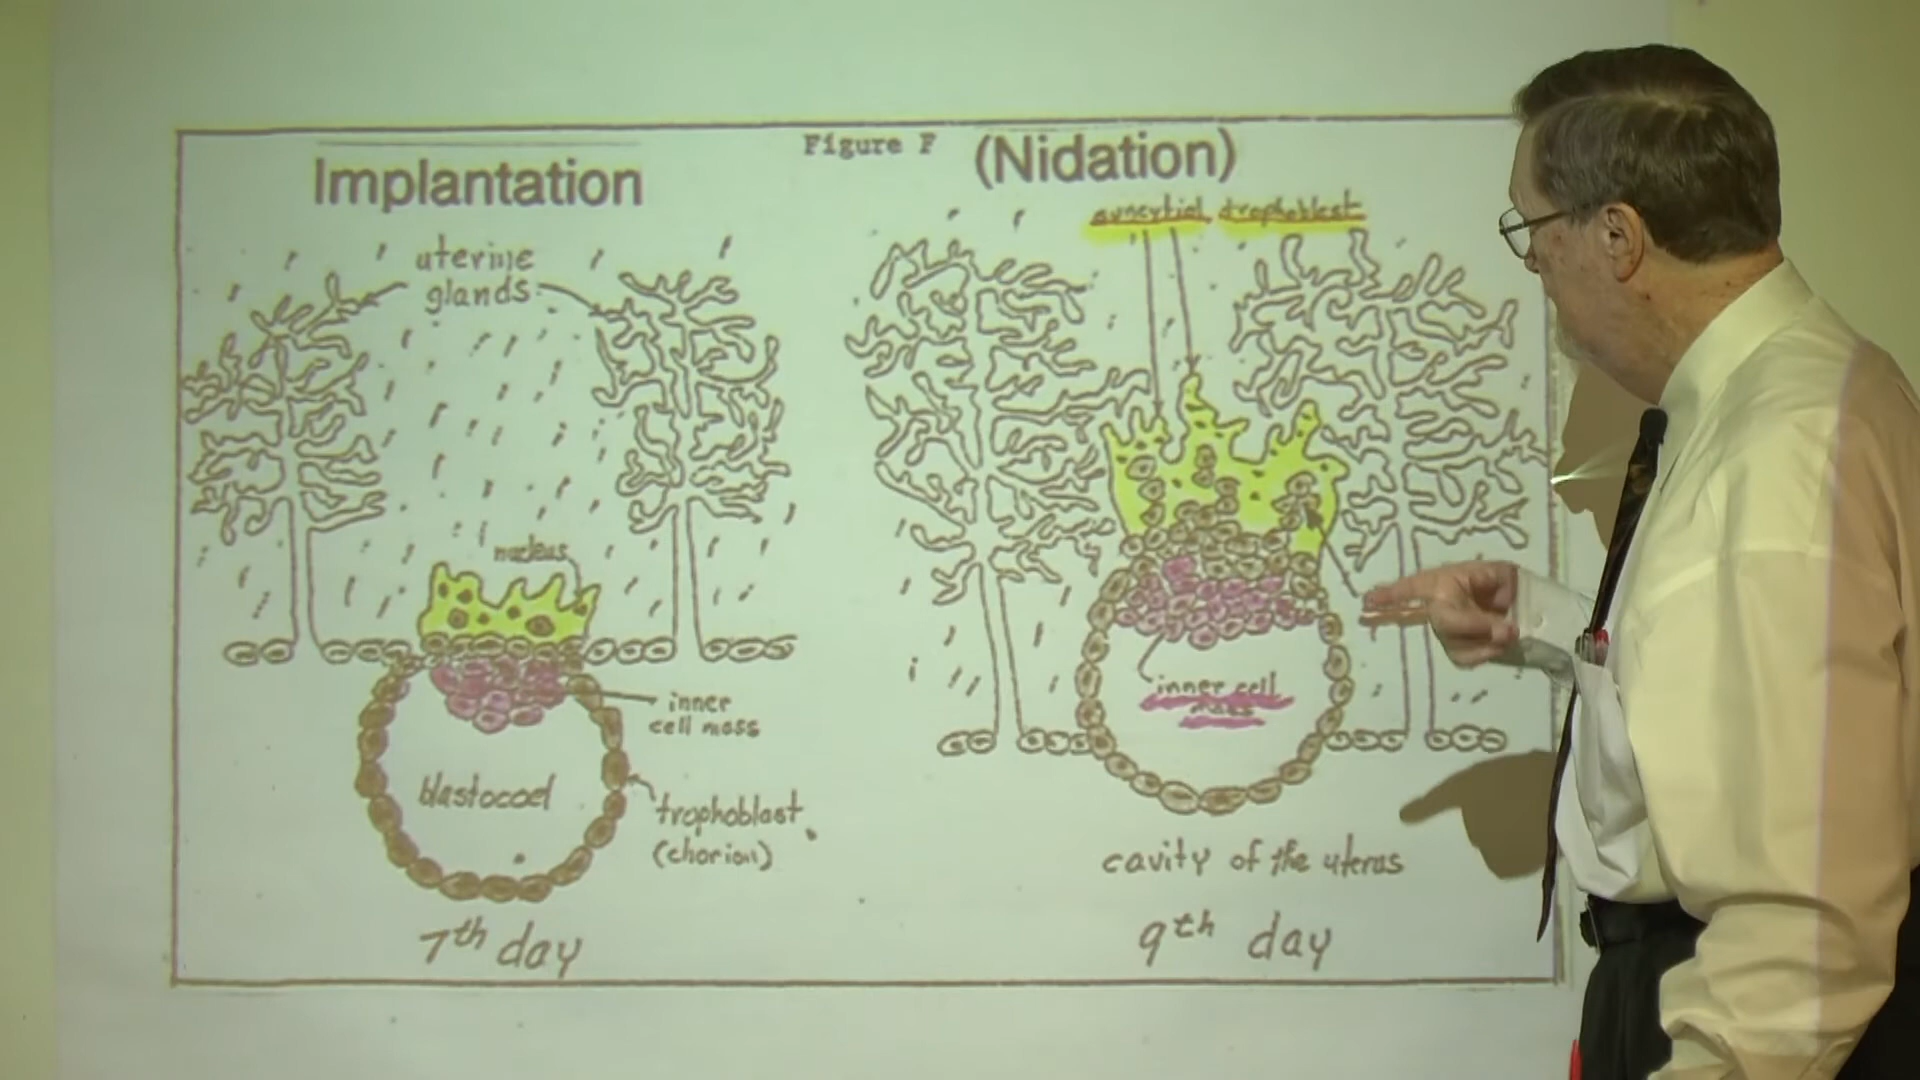 Figure F
Implantation
(Nidation)
syncytial trophoblast
uterine
glands
nucleus
inner
cell mass
blastocoel
trophoblast
(chorion)
7th day
inner cell
mass
cavity of the uterus
9th day